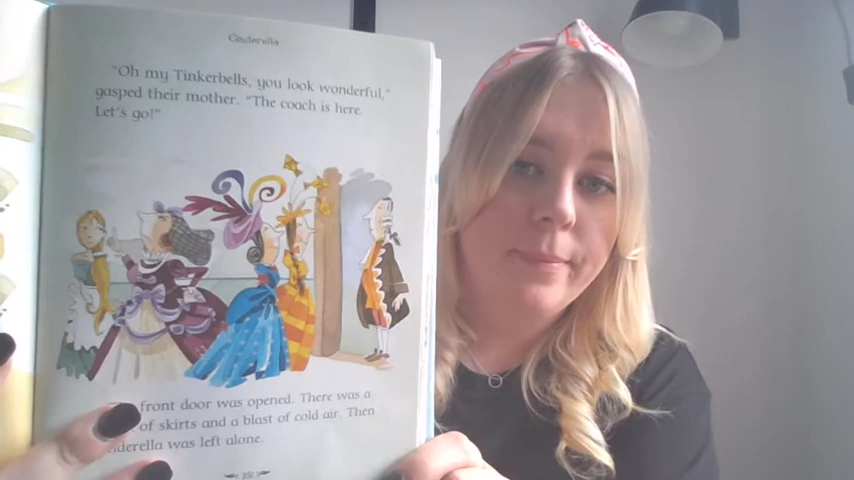 Cinderella
"Oh my Tinkerbells, you look wonderful,"
gasped their mother. "The coach is here.
Let's go!"
front door was opened. There was a
of skirts and a blast of cold air. Then
was left alone.